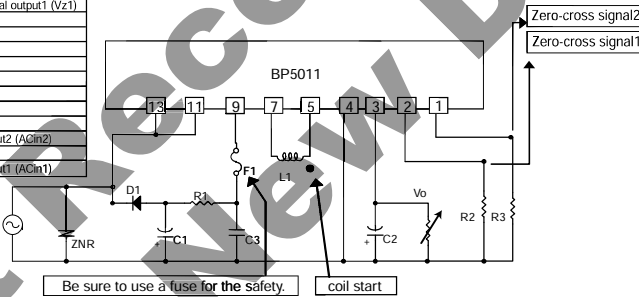 al output1 (Vz1)
ut2 (ACin2)
ut1 (ACin1)
Zero-cross signal2
Zero-cross signal1
BP5011
13 11 9 7 5 4 3 2 1
F1
L1
D1
R1
Vo
R2
R3
ZNR
C1
+
C3
C2
+
Be sure to use a fuse for the safety.
coil start